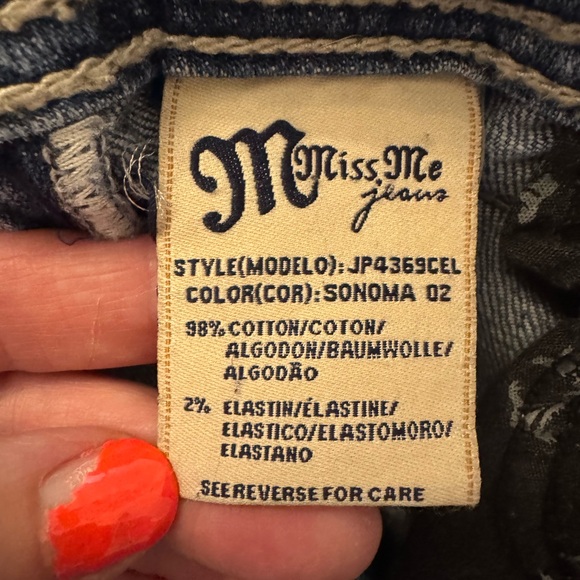 M Miss Me
jeans
STYLE(MODELO): JP4369CEL
COLOR(COR): SONOMA 02
98% COTTON/COTON/
ALGODON/BAUMWOLLE/
ALGODÃO
2% ELASTIN/ÉLASTINE/
ELASTICO/ELASTOMORO/
ELASTANO
SEE REVERSE FOR CARE